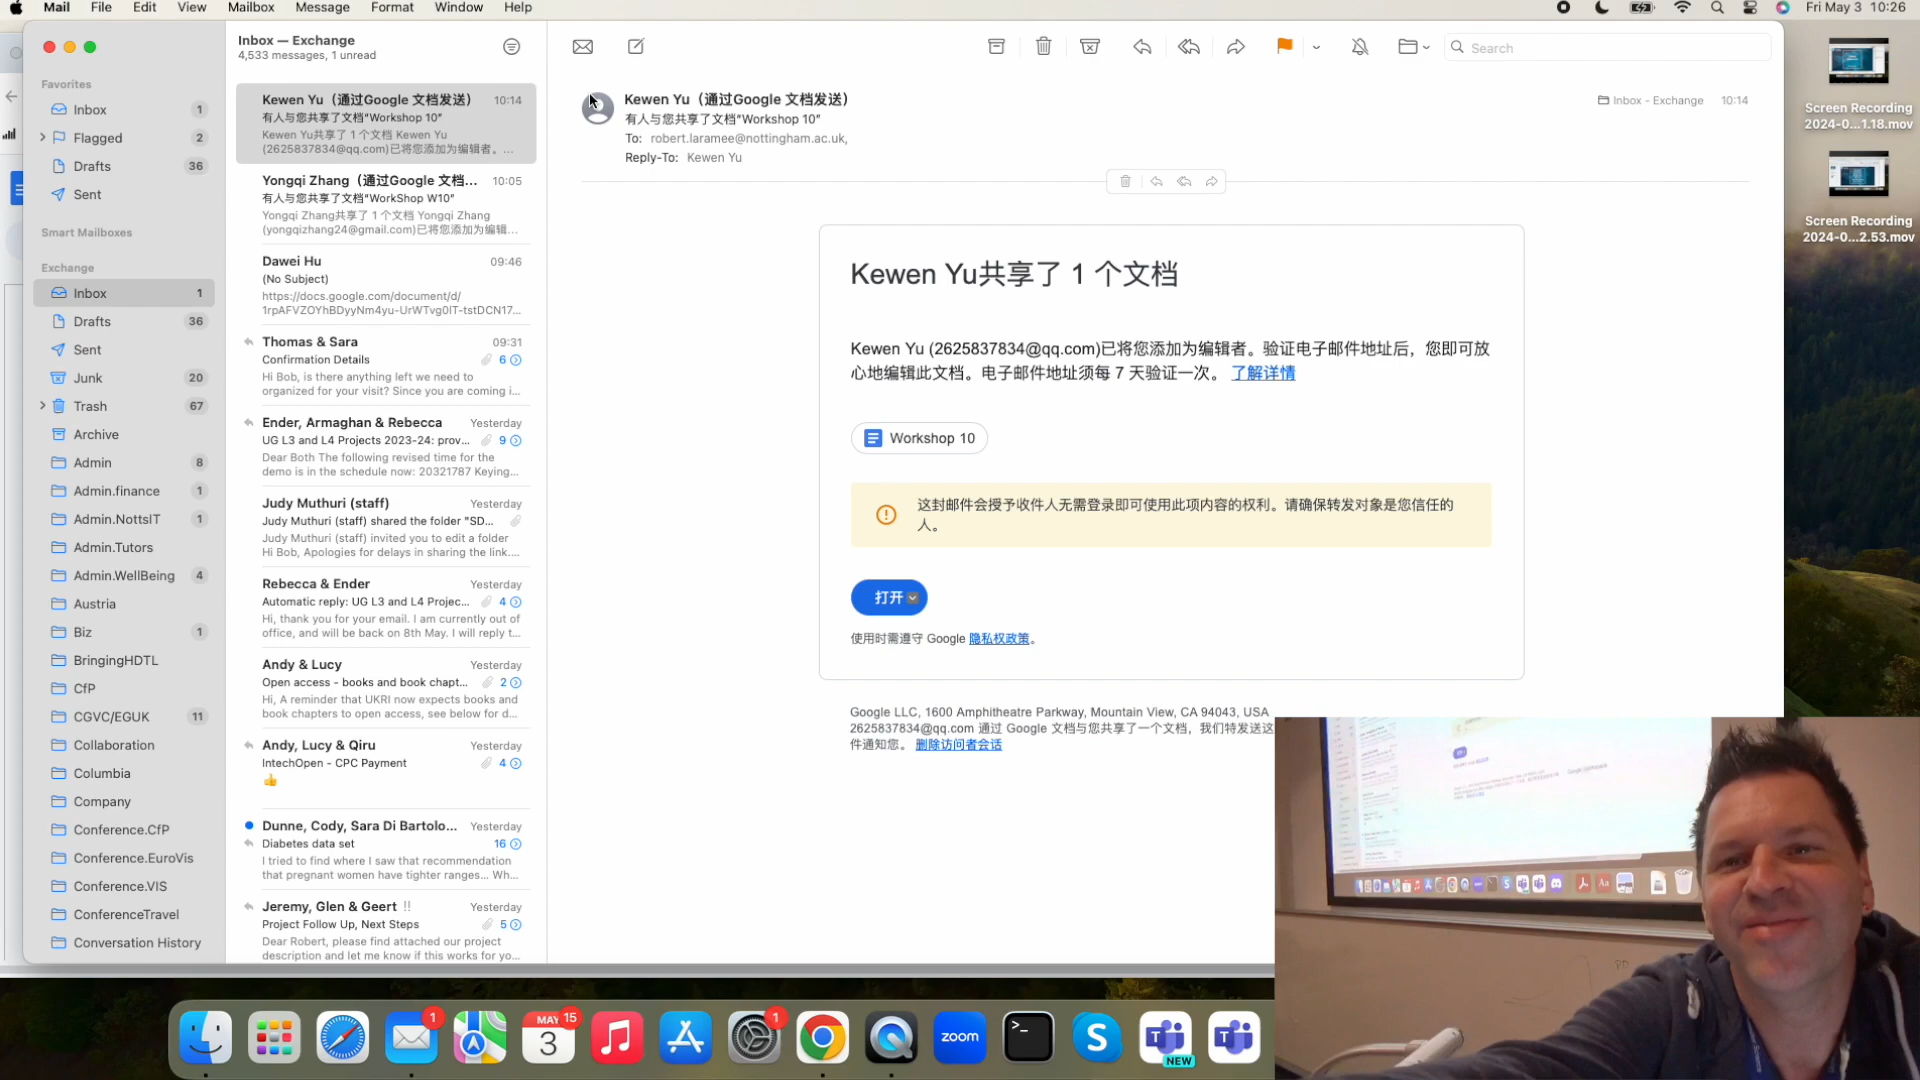 Mail File Edit View Mailbox Message Format Window Help
Fri May 3 10:26
Inbox — Exchange
4,533 messages, 1 unread
Search
Favorites
Inbox 1
Flagged 2
Drafts 36
Sent
Smart Mailboxes
Exchange
Inbox 1
Drafts 36
Sent
Junk 20
Trash 67
Archive
Admin 8
Admin.finance 1
Admin.NottsIT 1
Admin.Tutors
Admin.WellBeing 4
Austria
Biz 1
BringingHDTL
CfP
CGVC/EGUK 11
Collaboration
Columbia
Company
Conference.CfP
Conference.EuroVis
Conference.VIS
ConferenceTravel
Conversation History
Kewen Yu（通过Google 文档发送） 10:14
有人与您共享了文档“Workshop 10”
Kewen Yu共享了 1 个文档 Kewen Yu
(2625837834@qq.com)已将您添加为编辑者。...
Yongqi Zhang（通过Google 文档... 10:05
有人与您共享了文档“WorkShop W10”
Yongqi Zhang共享了 1 个文档 Yongqi Zhang
(yongqizhang24@gmail.com)已将您添加为编辑...
Dawei Hu 09:46
(No Subject)
https://docs.google.com/document/d/
1rpAFVZOYhBDyyNm4yu-UrWTvg0IT-tstDCN17...
Thomas & Sara 09:31
Confirmation Details 6
Hi Bob, is there anything left we need to
organized for your visit? Since you are coming i...
Ender, Armaghan & Rebecca Yesterday
UG L3 and L4 Projects 2023-24: prov... 9
Dear Both The following revised time for the
demo is in the schedule now: 20321787 Keying...
Judy Muthuri (staff) Yesterday
Judy Muthuri (staff) shared the folder "SD...
Judy Muthuri (staff) invited you to edit a folder
Hi Bob, Apologies for delays in sharing the link....
Rebecca & Ender Yesterday
Automatic reply: UG L3 and L4 Projec... 4
Hi, thank you for your email. I am currently out of
office, and will be back on 8th May. I will reply t...
Andy & Lucy Yesterday
Open access - books and book chapt... 2
Hi, A reminder that UKRI now expects books and
book chapters to open access, see below for d...
Andy, Lucy & Qiru Yesterday
IntechOpen - CPC Payment 4
Dunne, Cody, Sara Di Bartolo... Yesterday
Diabetes data set 16
I tried to find where I saw that recommendation
that pregnant women have tighter ranges... Wh...
Jeremy, Glen & Geert !! Yesterday
Project Follow Up, Next Steps 5
Dear Robert, please find attached our project
description and let me know if this works for yo...
Kewen Yu（通过Google 文档发送）
有人与您共享了文档“Workshop 10”
To: robert.laramee@nottingham.ac.uk,
Reply-To: Kewen Yu
Inbox - Exchange 10:14
Kewen Yu共享了 1 个文档
Kewen Yu (2625837834@qq.com)已将您添加为编辑者。验证电子邮件地址后，您即可放
心地编辑此文档。电子邮件地址须每 7 天验证一次。 了解详情
Workshop 10
这封邮件会授予收件人无需登录即可使用此项内容的权利。请确保转发对象是您信任的
人。
打开
使用时需遵守 Google 隐私权政策。
Google LLC, 1600 Amphitheatre Parkway, Mountain View, CA 94043, USA
2625837834@qq.com 通过 Google 文档与您共享了一个文档，我们特发送这
件通知您。 删除访问者会话
Screen Recording
2024-0...1.18.mov
Screen Recording
2024-0...2.53.mov
1
MAY 15
3
1
zoom
NEW